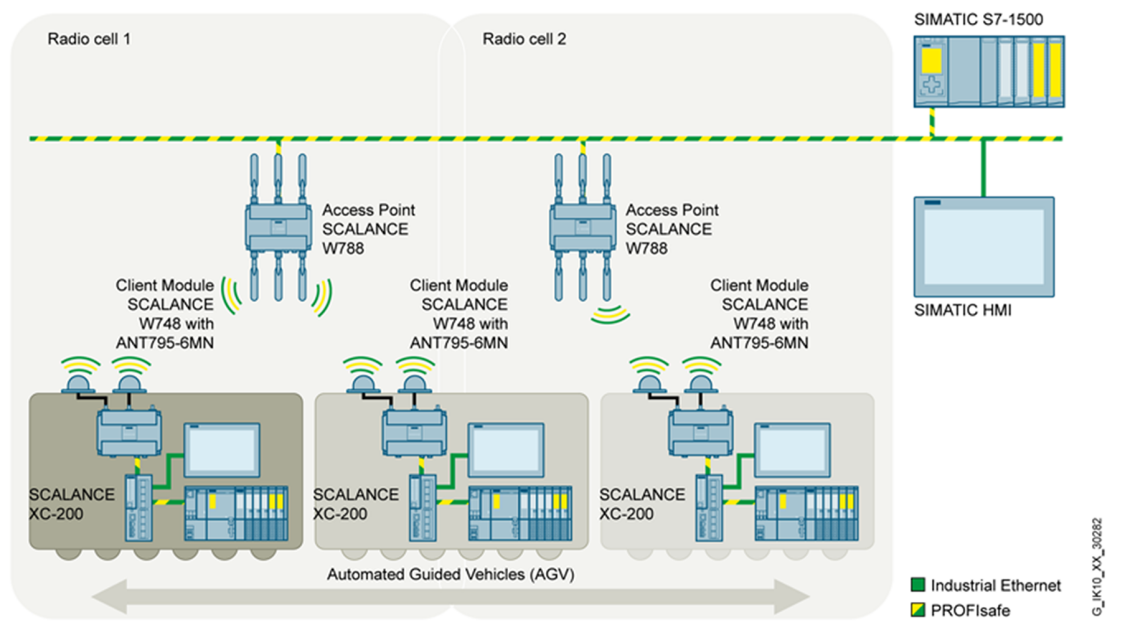 SIMATIC S7-1500
Radio cell 1
Radio cell 2
Access Point
SCALANCE
W788
Access Point
SCALANCE
W788
Client Module
SCALANCE
W748 with
ANT795-6MN
Client Module
SCALANCE
W748 with
ANT795-6MN
Client Module
SCALANCE
W748 with
ANT795-6MN
SIMATIC HMI
SCALANCE
XC-200
SCALANCE
XC-200
SCALANCE
XC-200
Automated Guided Vehicles (AGV)
Industrial Ethernet
PROFIsafe
G_IK10_XX_30282